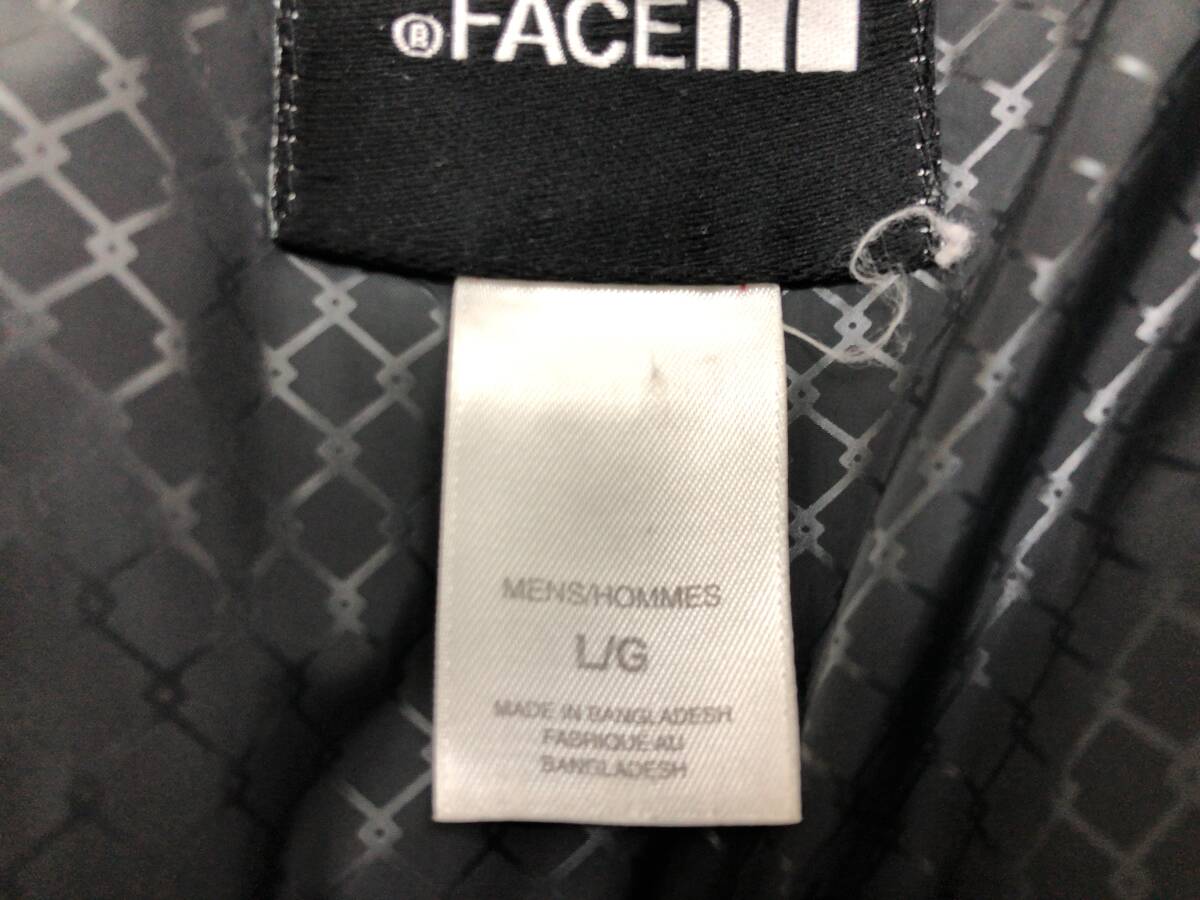 ®FACE
MENS/HOMMES
L/G
MADE IN BANGLADESH
FABRIQUE AU
BANGLADESH